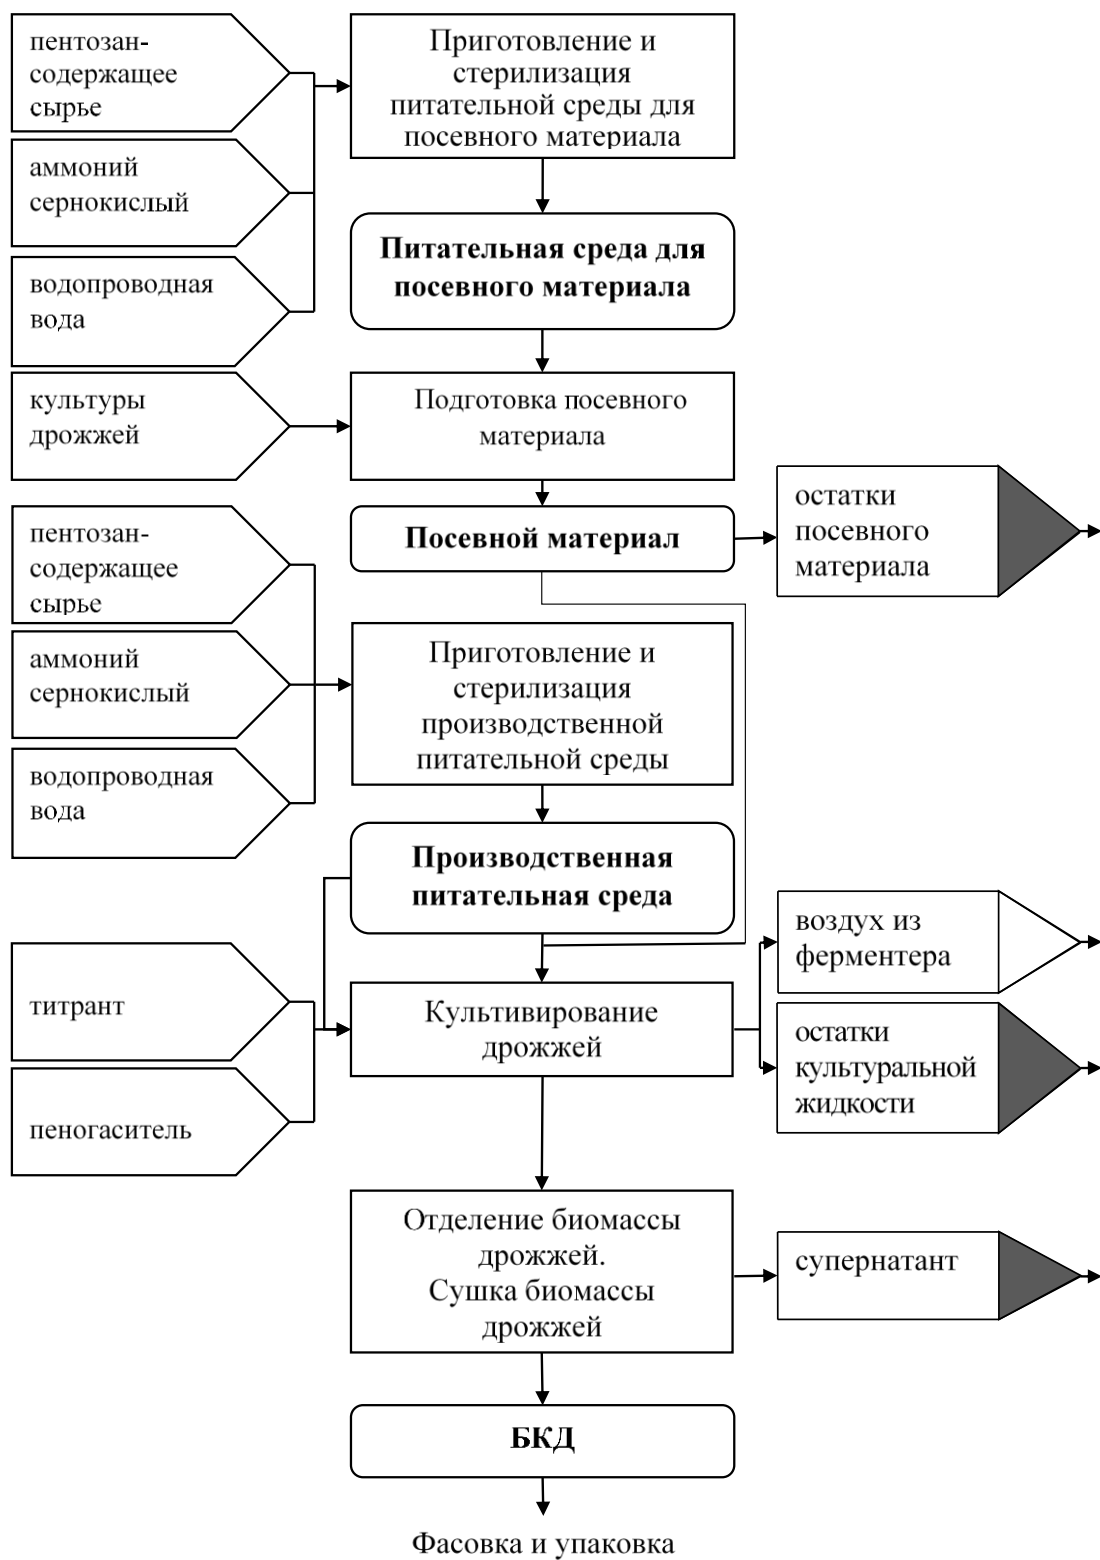 пентозан-
содержащее
сырье
Приготовление и
стерилизация
питательной среды для
посевного материала
аммоний
сернокислый
Питательная среда для
посевного материала
водопроводная
вода
культуры
дрожжей
Подготовка посевного
материала
остатки
посевного
материала
Посевной материал
пентозан-
содержащее
сырье
аммоний
сернокислый
Приготовление и
стерилизация
производственной
питательной среды
водопроводная
вода
Производственная
питательная среда
воздух из
ферментера
титрант
Культивирование
дрожжей
остатки
культуральной
жидкости
пеногаситель
Отделение биомассы
дрожжей.
Сушка биомассы
дрожжей
супернатант
БКД
Фасовка и упаковка